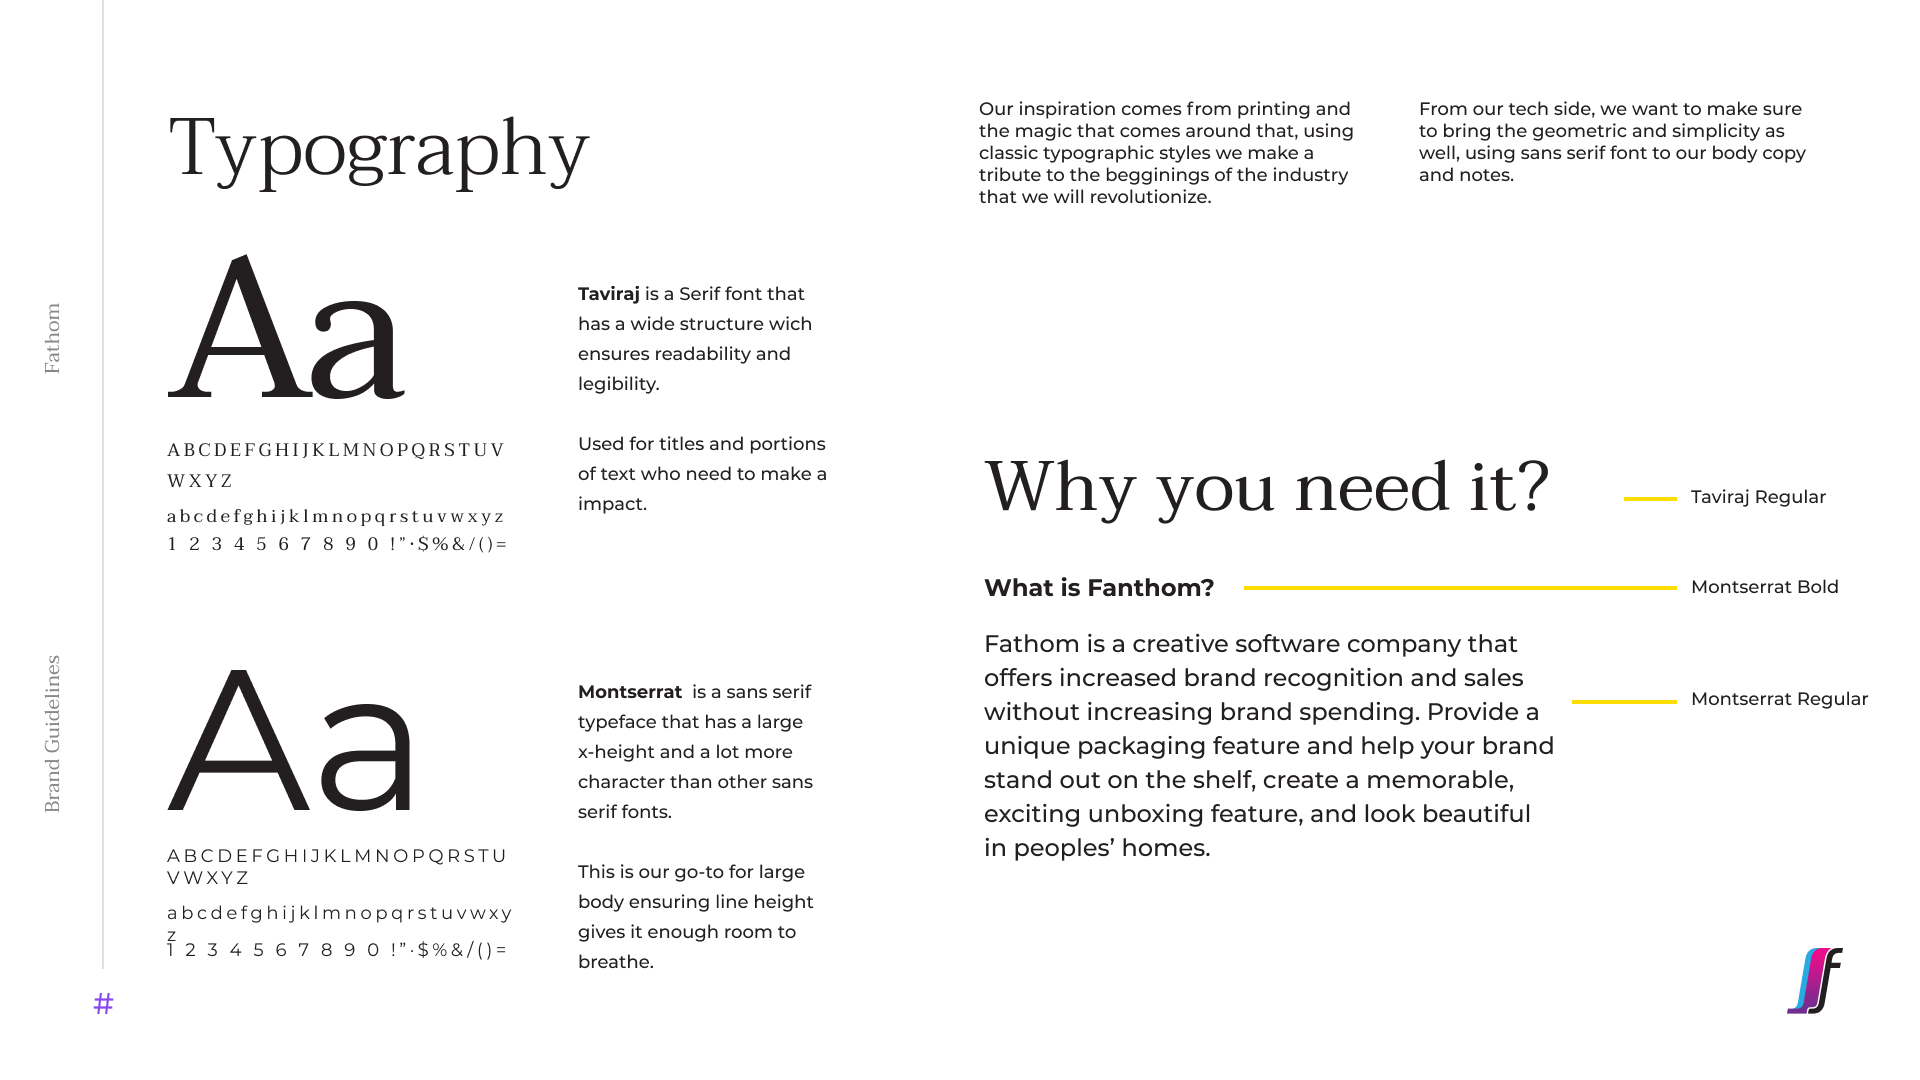 Fathom
Brand Guidelines
#
Typography
Aa
ABCDEFGHIJKLMNOPQRSTUV
WXYZ
abcdefghijklmnopqrstuvwxyz
1 2 3 4 5 6 7 8 9 0 !”·$%&/()=
Taviraj is a Serif font that
has a wide structure wich
ensures readability and
legibility.
Used for titles and portions
of text who need to make a
impact.
Aa
ABCDEFGHIJKLMNOPQRSTU
VWXYZ
abcdefghijklmnopqrstuvwxy
z
1 2 3 4 5 6 7 8 9 0 !”·$%&/()=
Montserrat is a sans serif
typeface that has a large
x-height and a lot more
character than other sans
serif fonts.
This is our go-to for large
body ensuring line height
gives it enough room to
breathe.
Our inspiration comes from printing and
the magic that comes around that, using
classic typographic styles we make a
tribute to the begginings of the industry
that we will revolutionize.
From our tech side, we want to make sure
to bring the geometric and simplicity as
well, using sans serif font to our body copy
and notes.
Why you need it?
Taviraj Regular
What is Fanthom?
Montserrat Bold
Fathom is a creative software company that
offers increased brand recognition and sales
without increasing brand spending. Provide a
unique packaging feature and help your brand
stand out on the shelf, create a memorable,
exciting unboxing feature, and look beautiful
in peoples’ homes.
Montserrat Regular
f